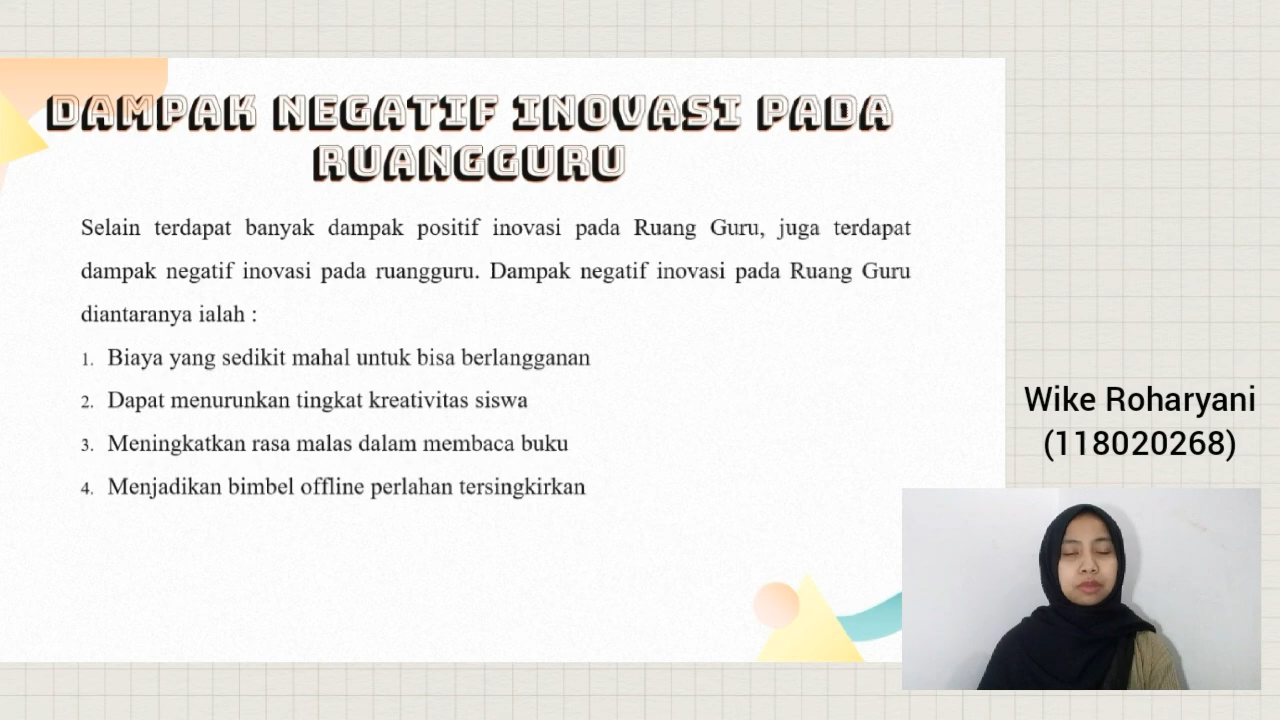 DAMPAK NEGATIF INOVASI PADA
RUANGGURU
Selain terdapat banyak dampak positif inovasi pada Ruang Guru, juga terdapat
dampak negatif inovasi pada ruangguru. Dampak negatif inovasi pada Ruang Guru
diantaranya ialah :
1. Biaya yang sedikit mahal untuk bisa berlangganan
2. Dapat menurunkan tingkat kreativitas siswa
3. Meningkatkan rasa malas dalam membaca buku
4. Menjadikan bimbel offline perlahan tersingkirkan
Wike Roharyani
(118020268)